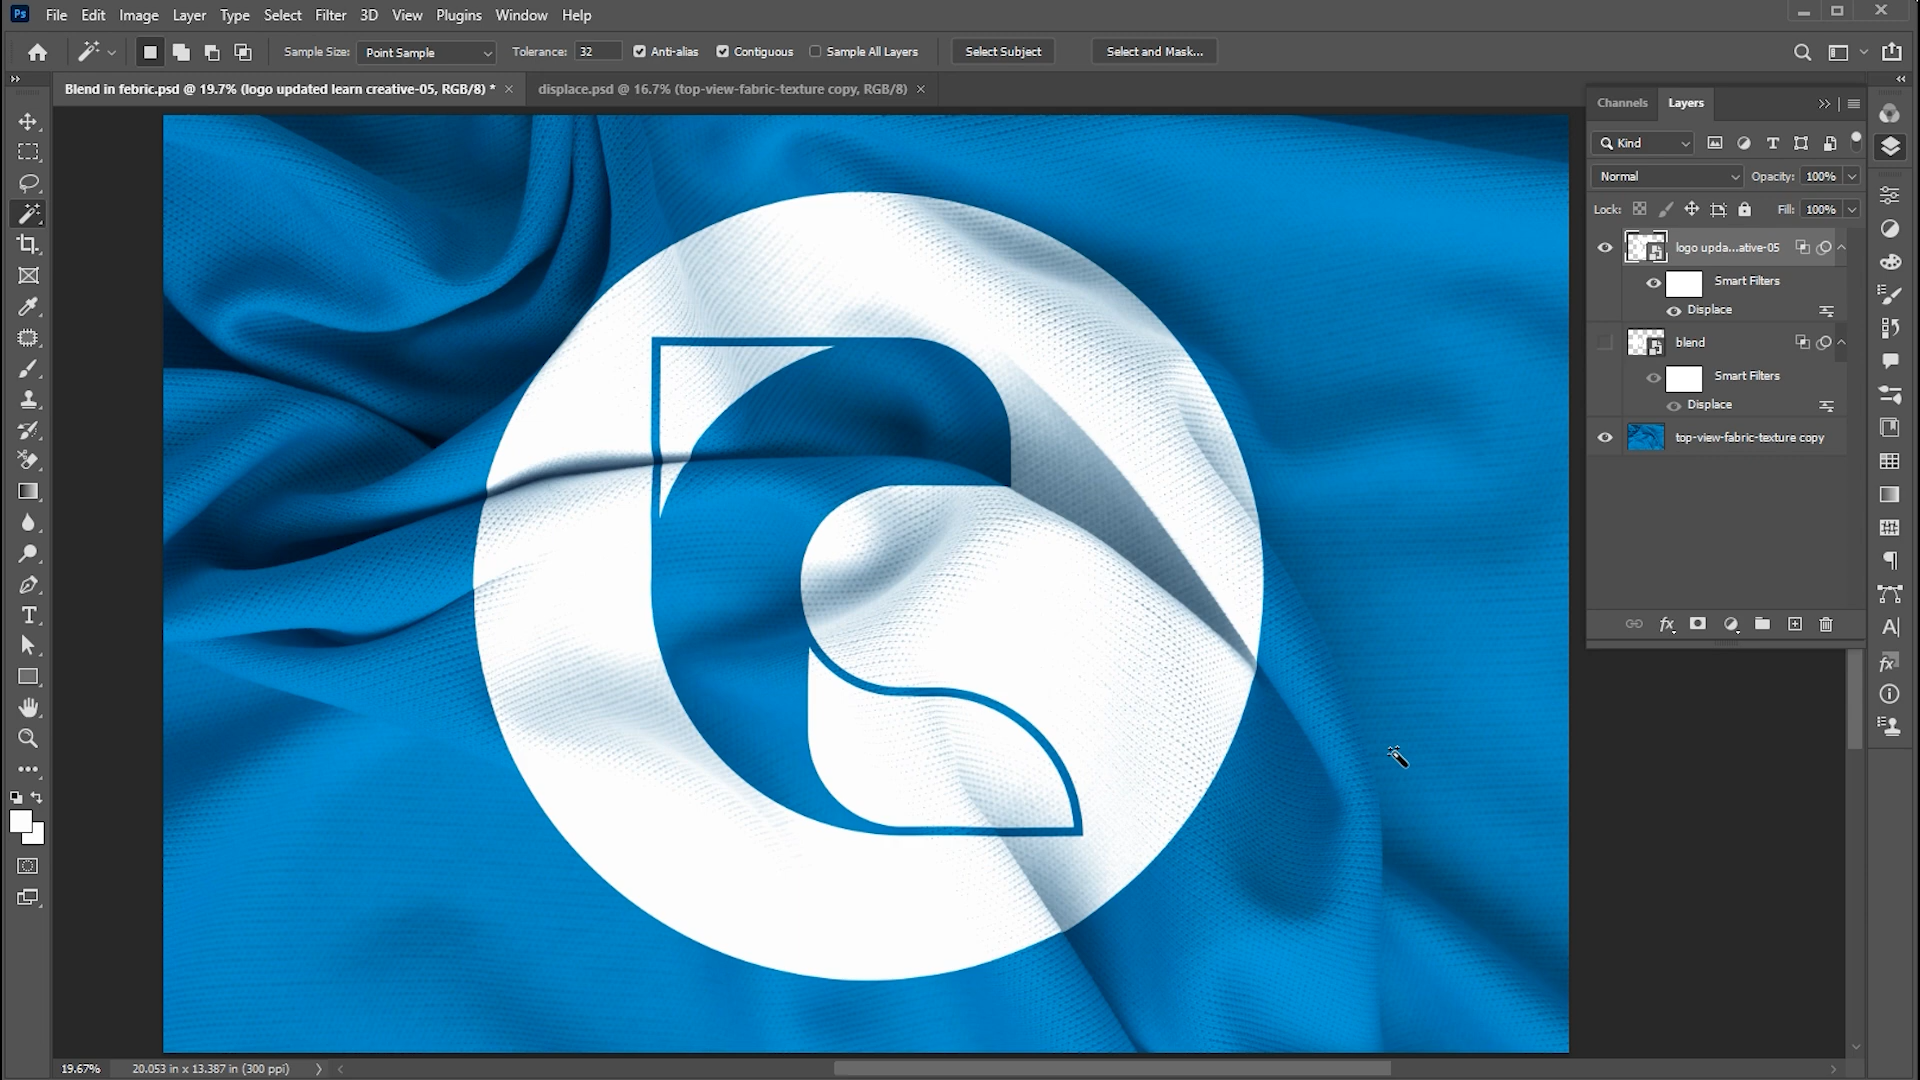 Ps File Edit Image Layer Type Select Filter 3D View Plugins Window Help
Sample Size: Point Sample Tolerance: 32 Anti-alias Contiguous Sample All Layers Select Subject Select and Mask...
Blend in febric.psd @ 19.7% (logo updated learn creative-05, RGB/8) *
displace.psd @ 16.7% (top-view-fabric-texture copy, RGB/8)
Channels Layers
Kind
Normal Opacity: 100%
Lock: Fill: 100%
logo upda...ative-05
Smart Filters
Displace
blend
Smart Filters
Displace
top-view-fabric-texture copy
fx
19.67% 20.053 in x 13.387 in (300 ppi)